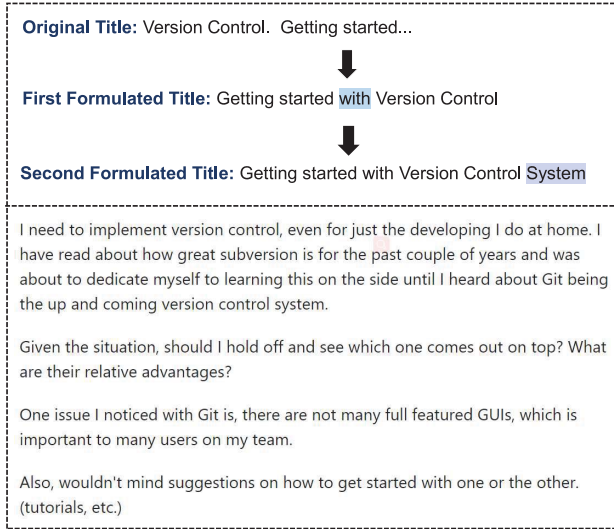 Original Title: Version Control.  Getting started...
First Formulated Title: Getting started with Version Control
Second Formulated Title: Getting started with Version Control System
I need to implement version control, even for just the developing I do at home. I
have read about how great subversion is for the past couple of years and was
about to dedicate myself to learning this on the side until I heard about Git being
the up and coming version control system.
Given the situation, should I hold off and see which one comes out on top? What
are their relative advantages?
One issue I noticed with Git is, there are not many full featured GUIs, which is
important to many users on my team.
Also, wouldn't mind suggestions on how to get started with one or the other.
(tutorials, etc.)